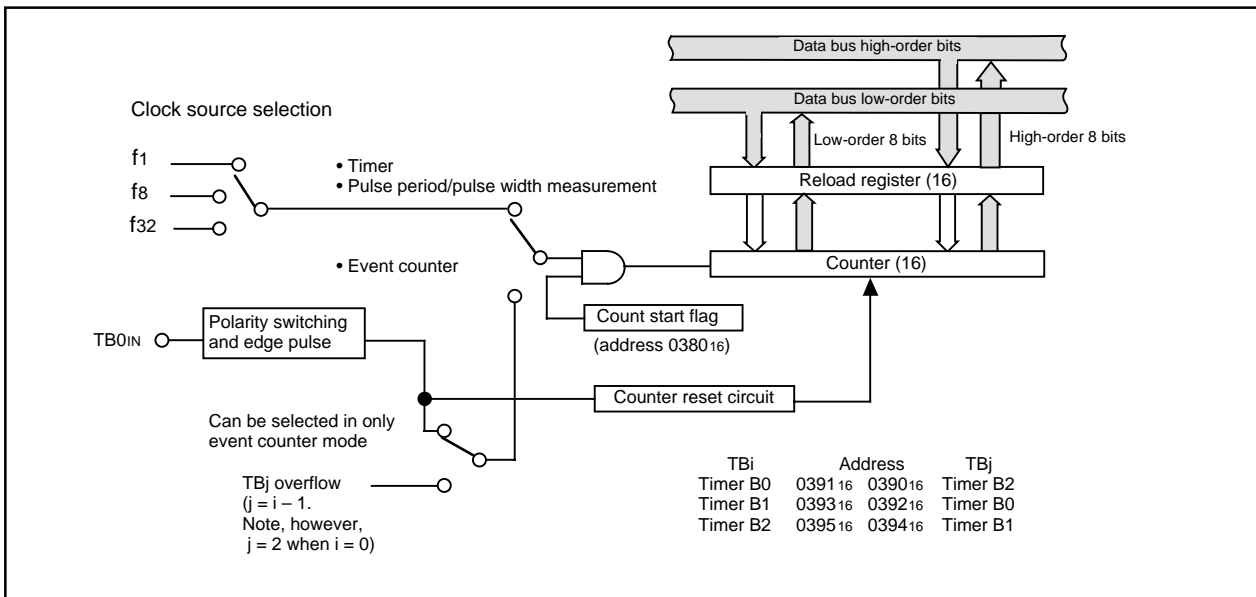 Data bus high-order bits
Data bus low-order bits
Clock source selection
Low-order 8 bits
High-order 8 bits
f1
• Timer
• Pulse period/pulse width measurement
f8
Reload register (16)
f32
• Event counter
Counter (16)
Count start flag
(address 038016)
TB0IN
Polarity switching
and edge pulse
Counter reset circuit
Can be selected in only
event counter mode
TBj overflow
(j = i – 1.
Note, however,
j = 2 when i = 0)
TBi Address TBj
Timer B0 039116 039016 Timer B2
Timer B1 039316 039216 Timer B0
Timer B2 039516 039416 Timer B1